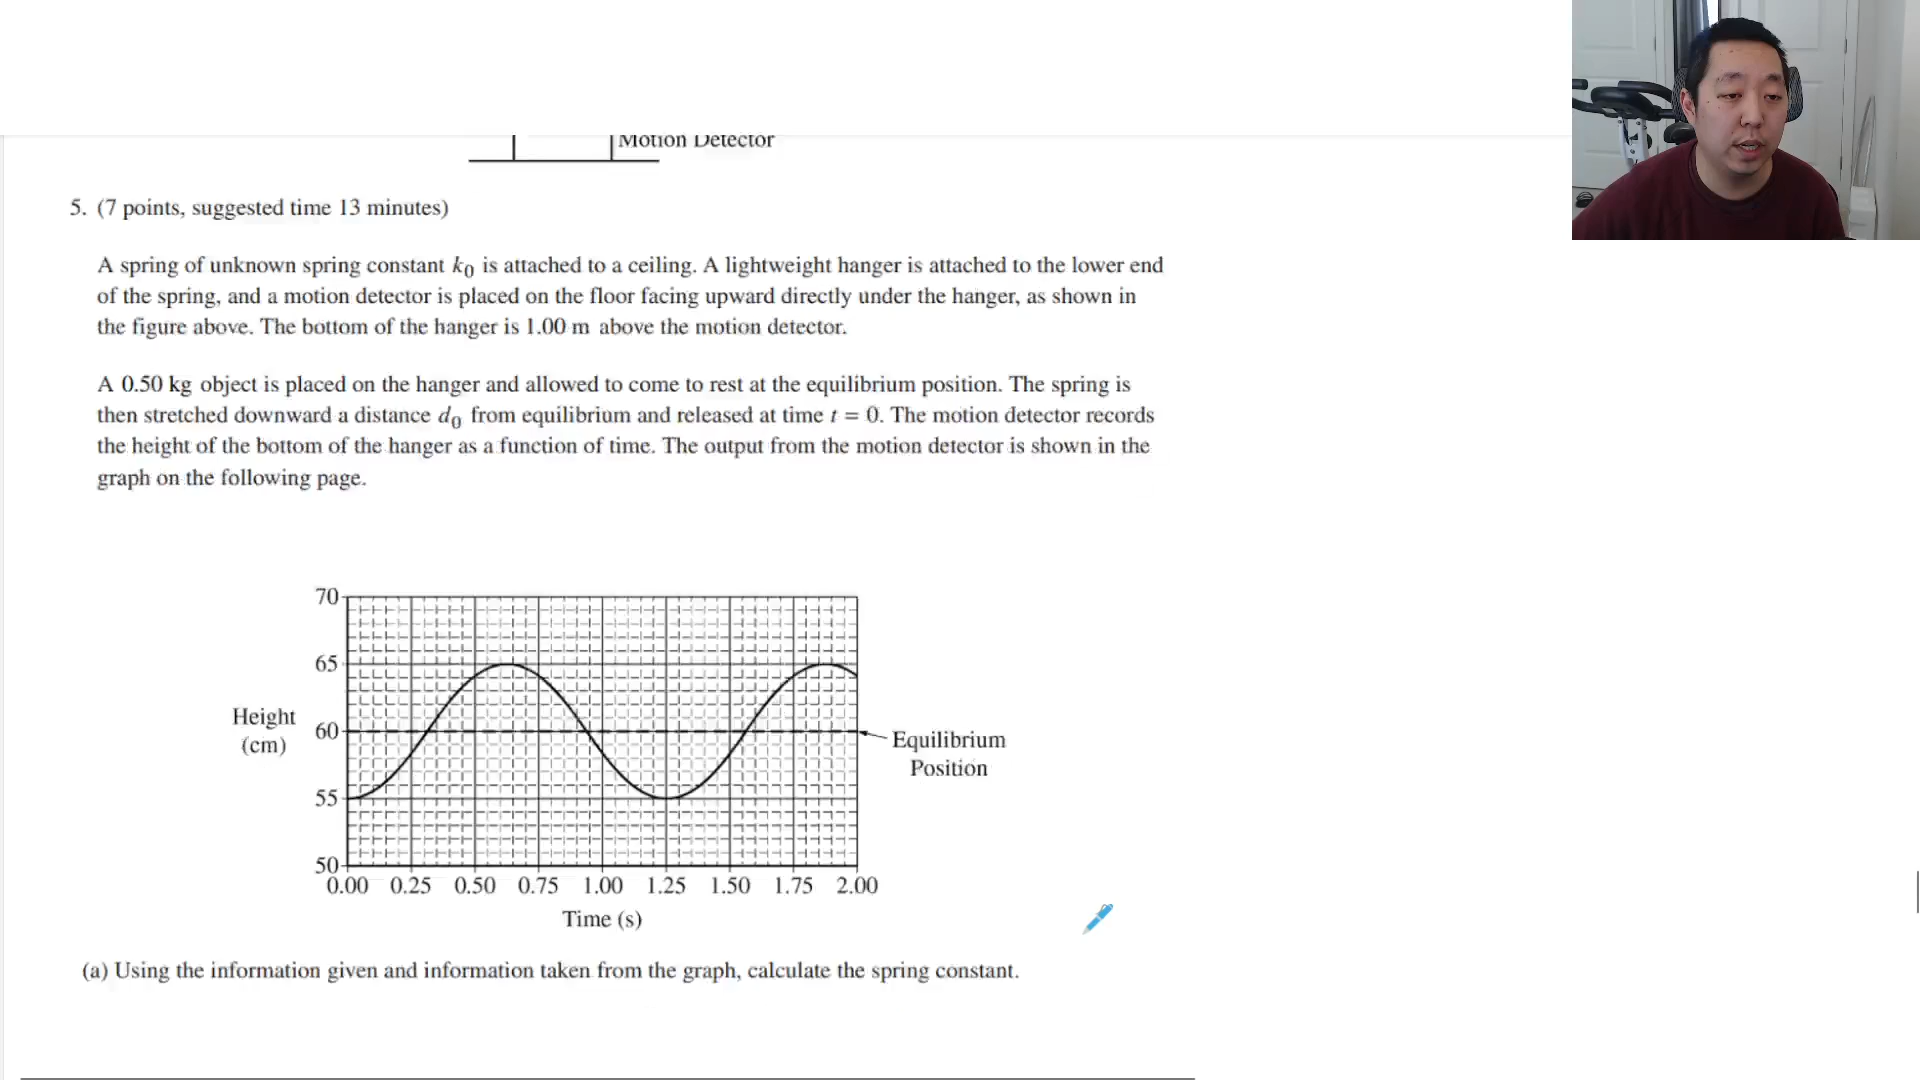 Motion Detector
5. (7 points, suggested time 13 minutes)
A spring of unknown spring constant k₀ is attached to a ceiling. A lightweight hanger is attached to the lower end
of the spring, and a motion detector is placed on the floor facing upward directly under the hanger, as shown in
the figure above. The bottom of the hanger is 1.00 m above the motion detector.
A 0.50 kg object is placed on the hanger and allowed to come to rest at the equilibrium position. The spring is
then stretched downward a distance d₀ from equilibrium and released at time t = 0. The motion detector records
the height of the bottom of the hanger as a function of time. The output from the motion detector is shown in the
graph on the following page.
70
65
Height
(cm)
60
55
50
Equilibrium
Position
0.00 0.25 0.50 0.75 1.00 1.25 1.50 1.75 2.00
Time (s)
(a) Using the information given and information taken from the graph, calculate the spring constant.